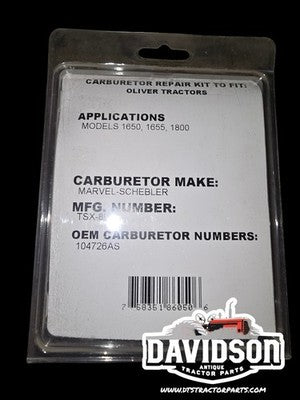 CARBURETOR REPAIR KIT TO FIT:
OLIVER TRACTORS
APPLICATIONS
MODELS 1650, 1655, 1800
CARBURETOR MAKE:
MARVEL-SCHEBLER
MFG. NUMBER:
OEM CARBURETOR NUMBERS:
104726AS
DAVIDSON
ANTIQUE
TRACTOR PARTS
WWW.DTSTRACTORPARTS.COM